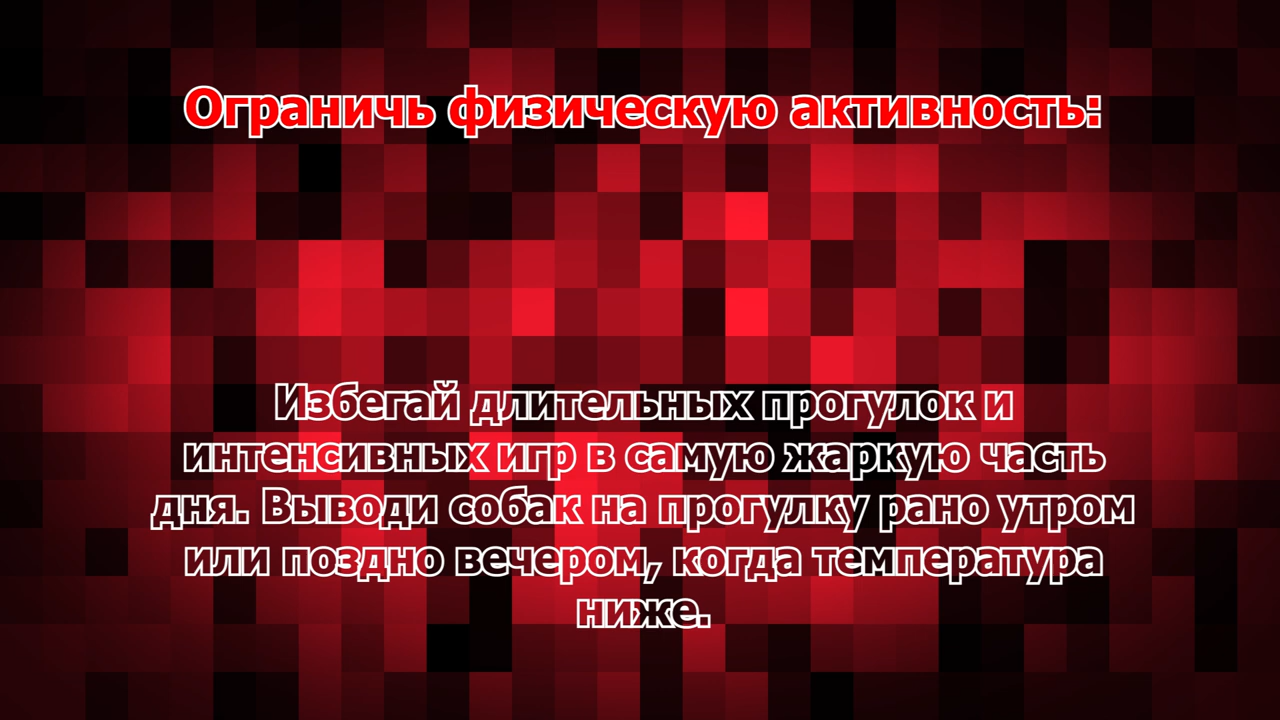 Ограничь физическую активность:
Избегай длительных прогулок и
интенсивных игр в самую жаркую часть
дня. Выводи собак на прогулку рано утром
или поздно вечером, когда температура
ниже.